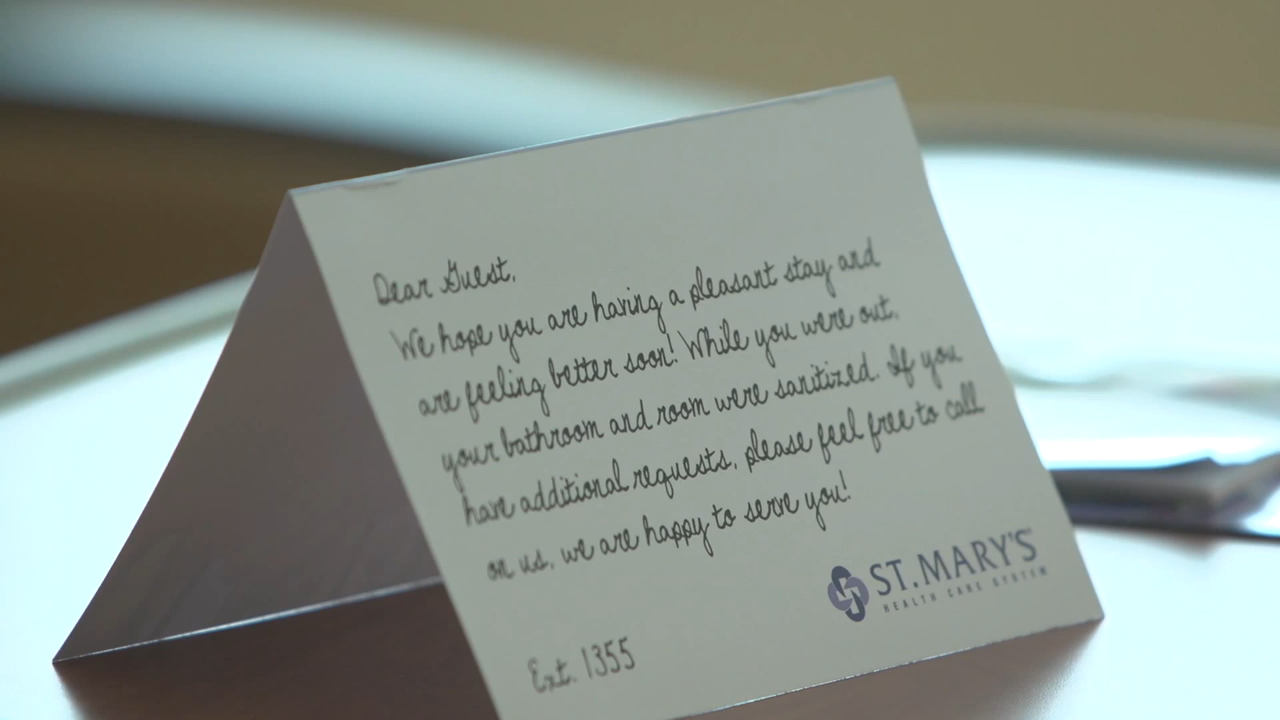 Dear Guest,
We hope you are having a pleasant stay and
are feeling better soon! While you were out,
your bathroom and room were sanitized. If you
have additional requests, please feel free to call
on us, we are happy to serve you!
ST. MARY'S
HEALTH CARE SYSTEM
Ext. 1355